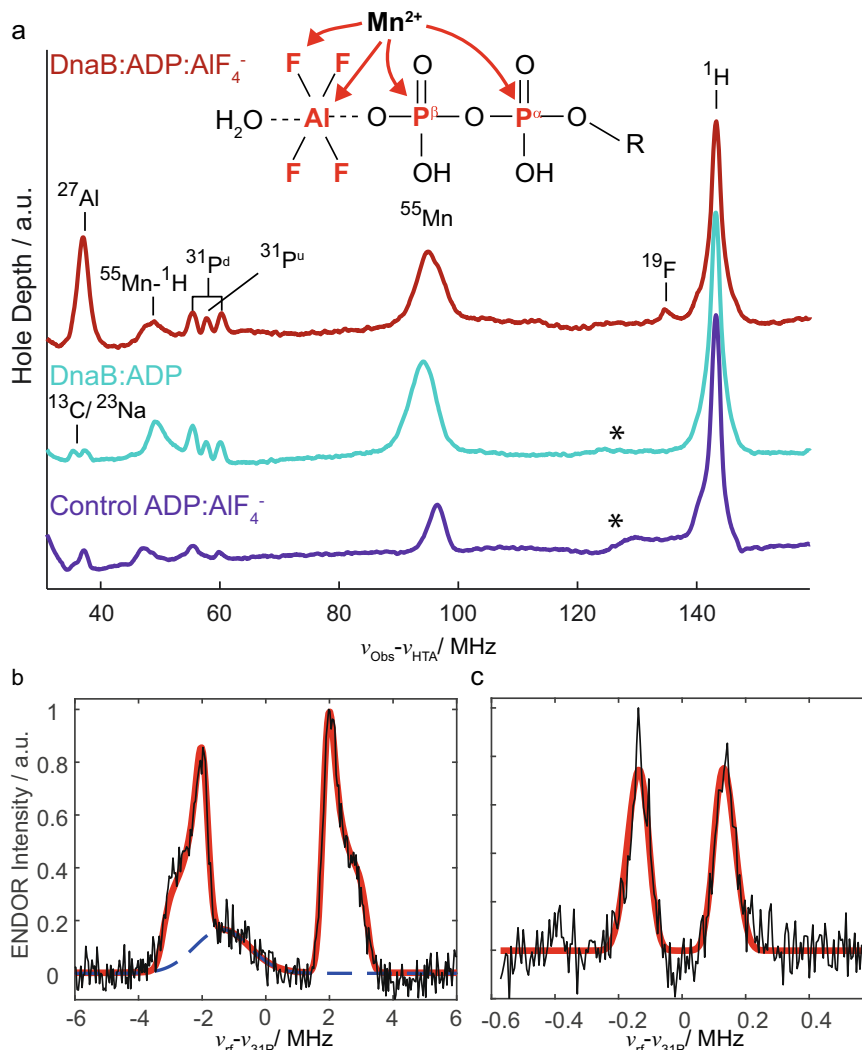 a
DnaB:ADP:AlF₄⁻
Mn²⁺
F F O O
H₂O Al O Pᵝ O Pᵅ O
F F OH OH R
¹H
²⁷Al
⁵⁵Mn-¹H
³¹Pᵈ
³¹Pᵘ
⁵⁵Mn
¹⁹F
DnaB:ADP
¹³C/ ²³Na
*
Control ADP:AlF₄⁻
*
Hole Depth / a.u.
40 60 80 100 120 140
νObs-νHTA/ MHz
b
ENDOR Intensity / a.u.
1
0.8
0.6
0.4
0.2
0
-6 -4 -2 0 2 4 6
νrf-ν31P/ MHz
c
-0.6 -0.4 -0.2 0 0.2 0.4 0.6
νrf-ν31P/ MHz